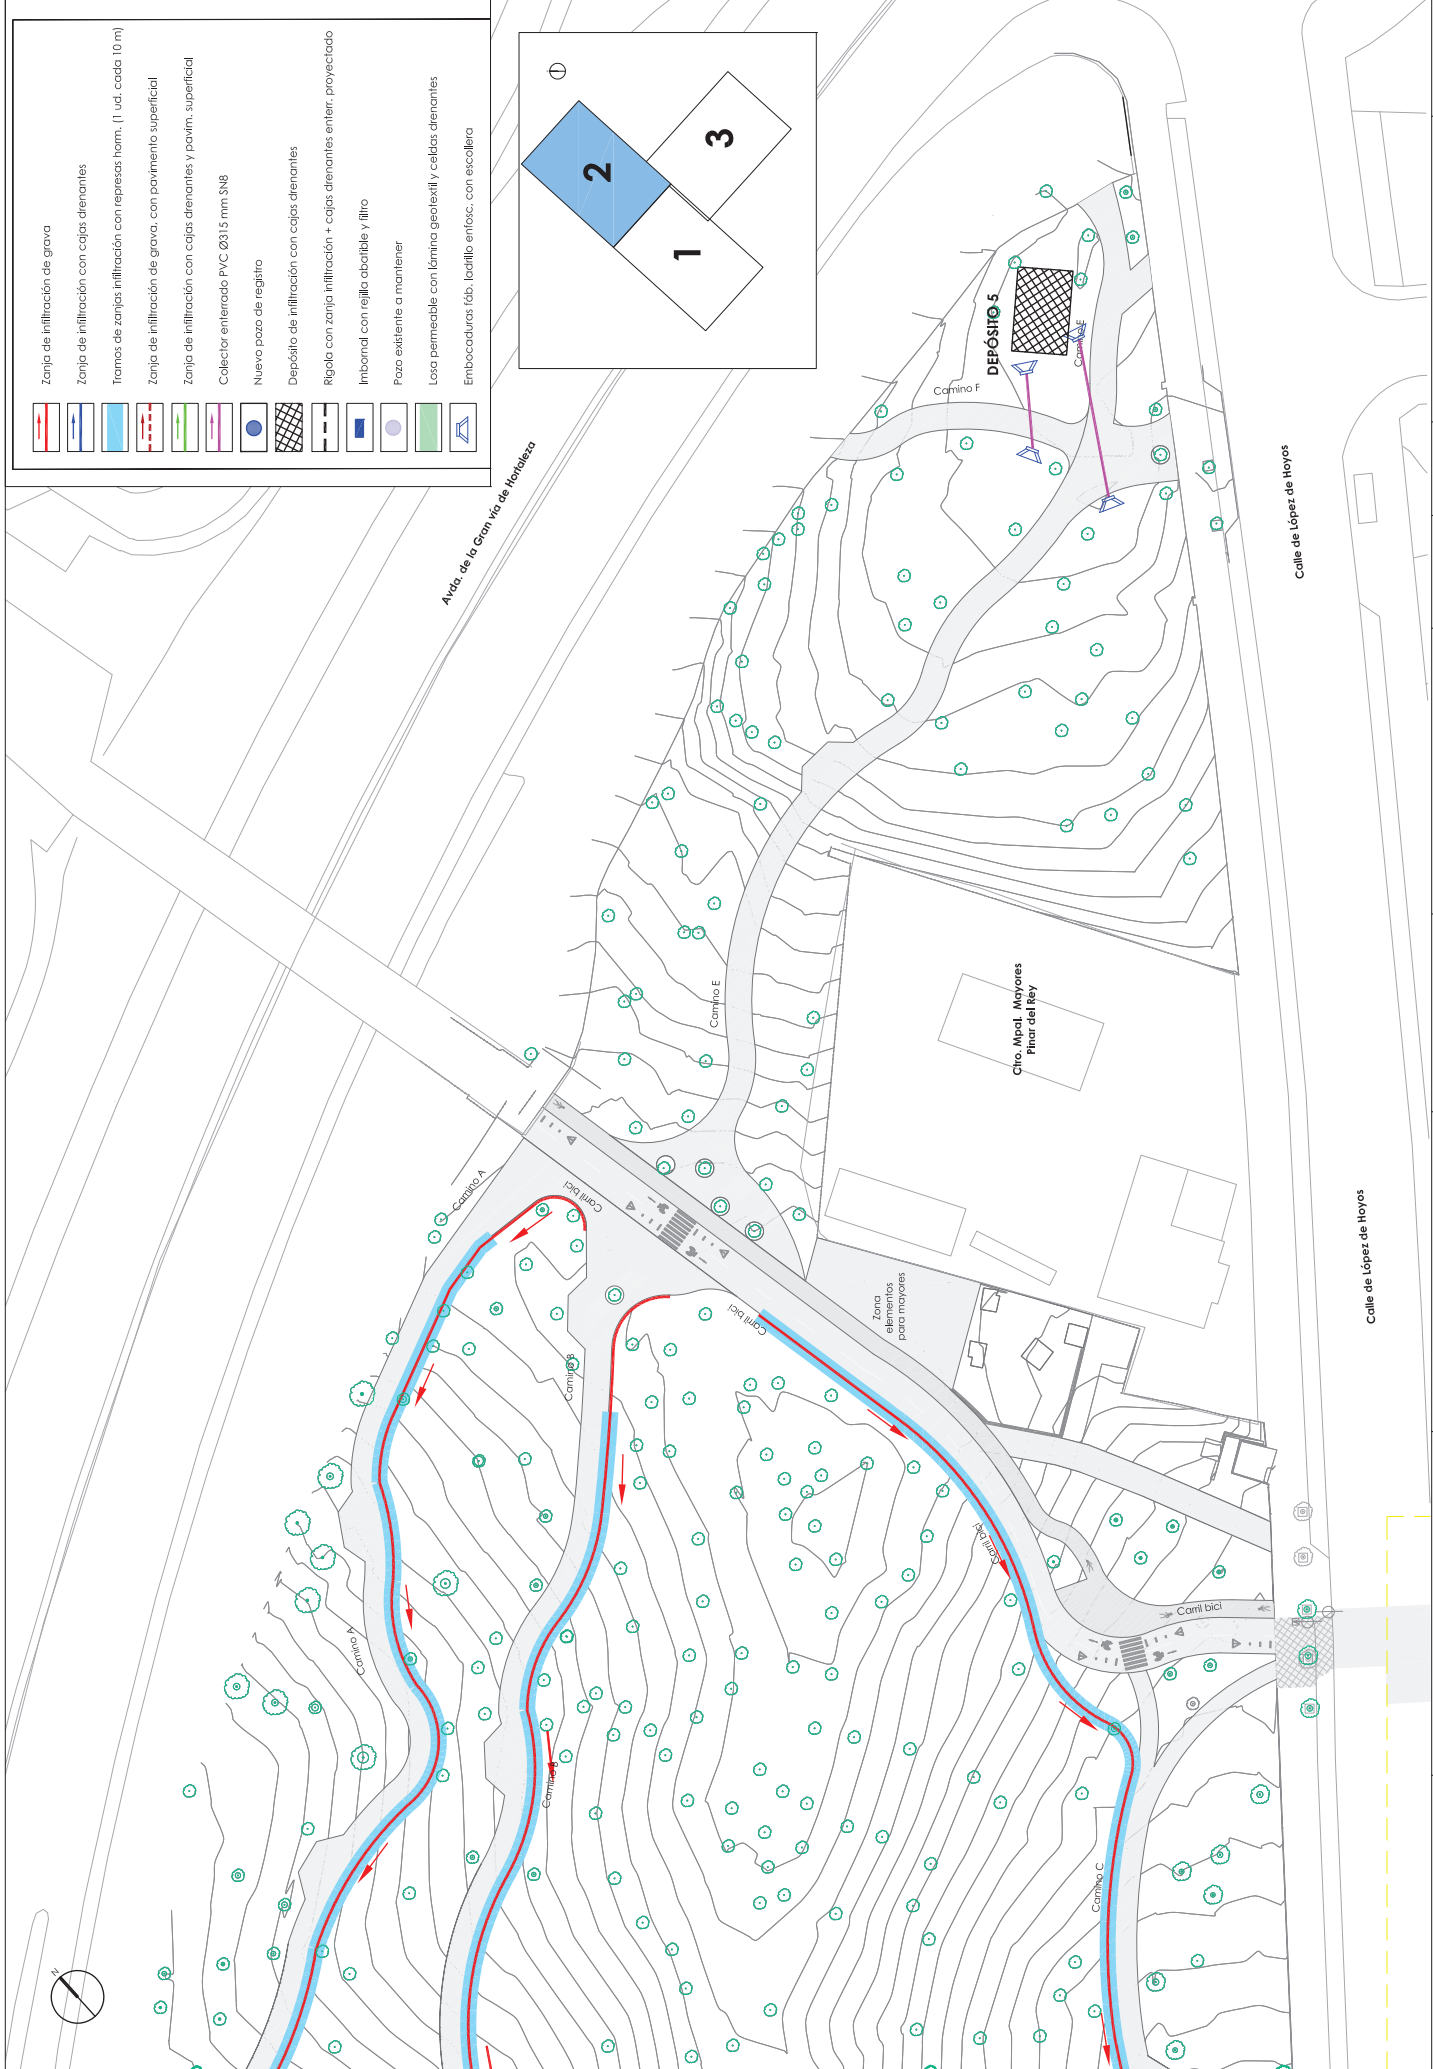 Zanja de infiltración de grava
Zanja de infiltración con cajas drenantes
Tramos de zanjas infiltración con represas horm. (1 ud. cada 10 m)
Zanja de infiltración de grava, con pavimento superficial
Zanja de infiltración con cajas drenantes y pavim. superficial
Colector enterrado PVC Ø315 mm SN8
Nuevo pozo de registro
Depósito de infiltración con cajas drenantes
Rigola con zanja infiltración + cajas drenantes enterr. proyectado
Imbornal con rejilla abatible y filtro
Pozo existente a mantener
Losa permeable con lámina geotextil y celdas drenantes
Embocaduras fáb. ladrillo enfosc. con escollera
1
2
3
Avda. de la Gran vía de Hortaleza
DEPÓSITO 5
Camino F
Camino E
Calle de López de Hoyos
Camino E
Ctro. Mpal. Mayores
Pinar del Rey
Camino A
Carril bici
Carril bici
Zona
elementos
para mayores
Calle de López de Hoyos
Camino B
Carril bici
Carril bici
Camino A
Camino B
Camino C
N